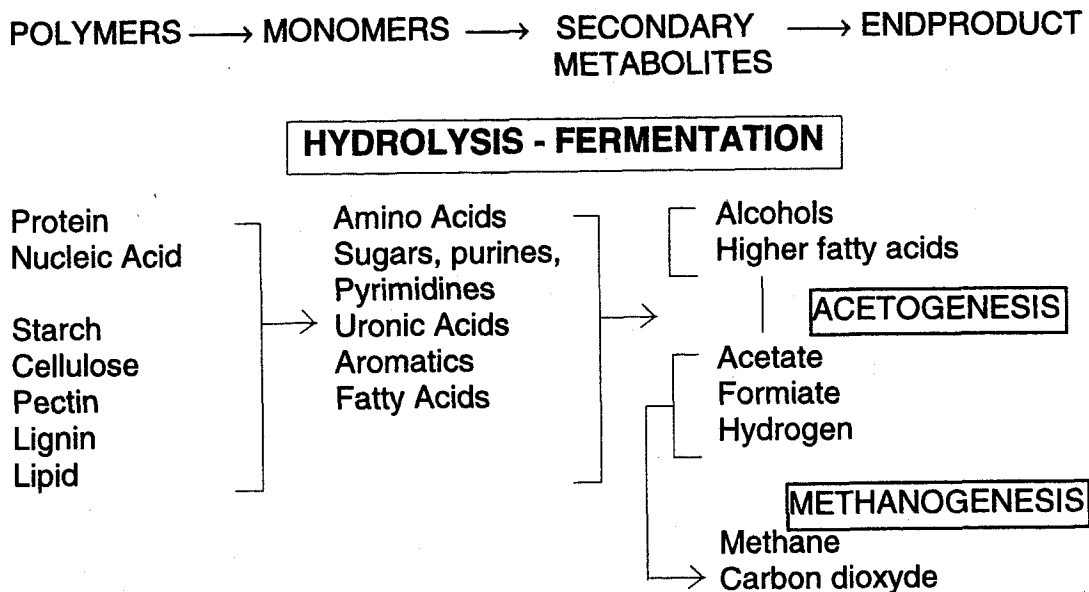 POLYMERS → MONOMERS → SECONDARY METABOLITES → ENDPRODUCT
HYDROLYSIS - FERMENTATION
Protein
Nucleic Acid
Starch
Cellulose
Pectin
Lignin
Lipid
Amino Acids
Sugars, purines,
Pyrimidines
Uronic Acids
Aromatics
Fatty Acids
Alcohols
Higher fatty acids
ACETOGENESIS
Acetate
Formiate
Hydrogen
METHANOGENESIS
Methane
Carbon dioxyde